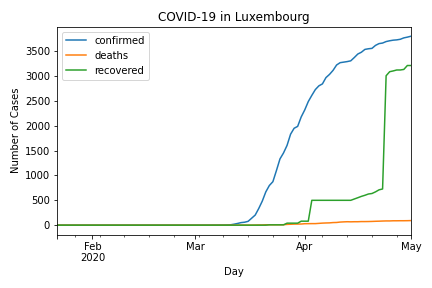 COVID-19 in Luxembourg
confirmed
deaths
recovered
Number of Cases
3500
3000
2500
2000
1500
1000
500
0
Feb
2020
Mar
Apr
May
Day